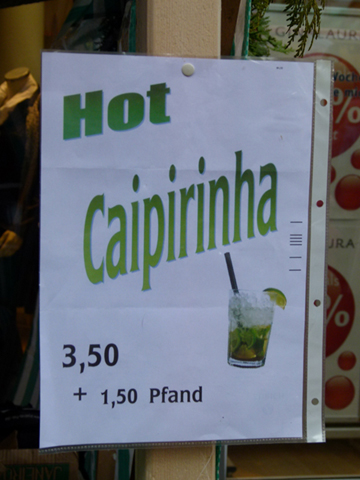 Hot
Caipirinha
3,50
+ 1,50 Pfand